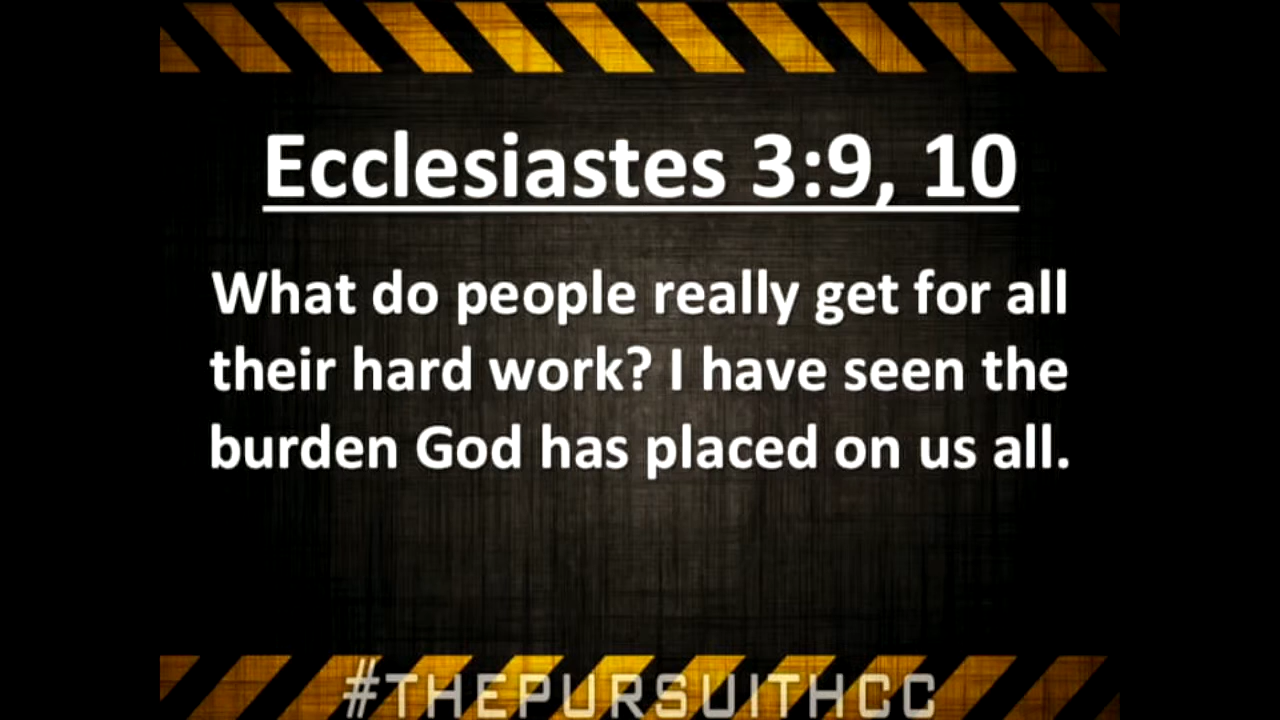 Ecclesiastes 3:9, 10
What do people really get for all
their hard work? I have seen the
burden God has placed on us all.
#THEPURSUITHCC